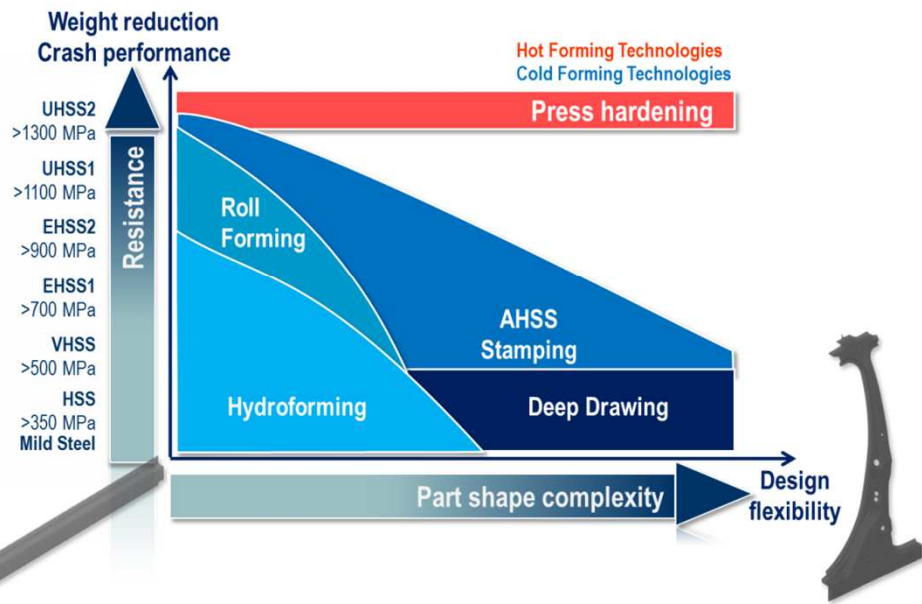 Weight reduction
Crash performance
Hot Forming Technologies
Cold Forming Technologies
UHSS2
>1300 MPa
UHSS1
>1100 MPa
EHSS2
>900 MPa
EHSS1
>700 MPa
VHSS
>500 MPa
HSS
>350 MPa
Mild Steel
Resistance
Press hardening
Roll
Forming
AHSS
Stamping
Hydroforming
Deep Drawing
Part shape complexity
Design
flexibility